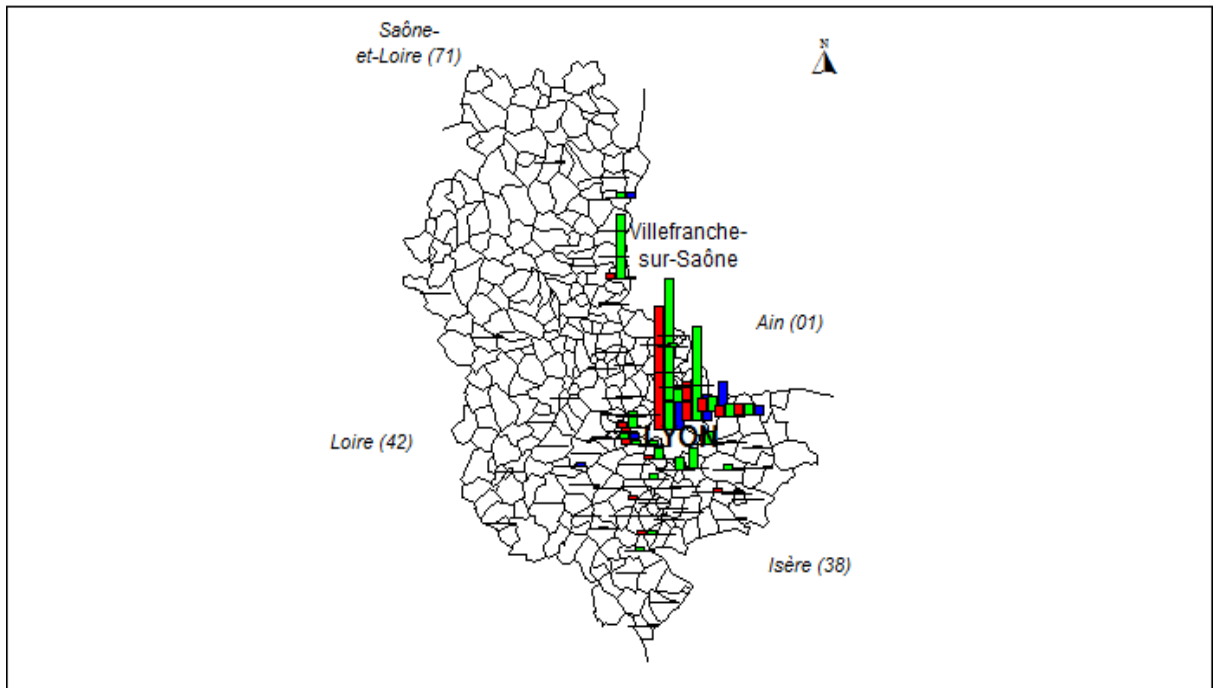 Saône-
et-Loire (71)
N
Villefranche-
sur-Saône
Ain (01)
Loire (42)
LYON
Isère (38)